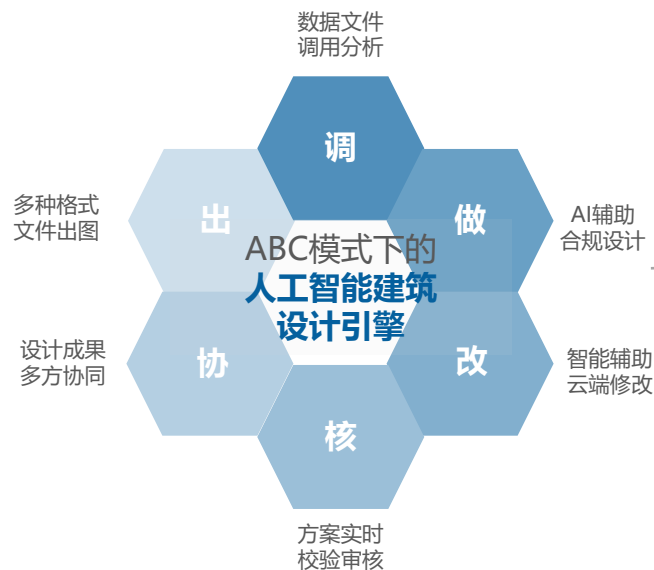 数据文件
调用分析
调
做
AI辅助
合规设计
改
智能辅助
云端修改
核
方案实时
校验审核
协
设计成果
多方协同
出
多种格式
文件出图
ABC模式下的
人工智能建筑
设计引擎